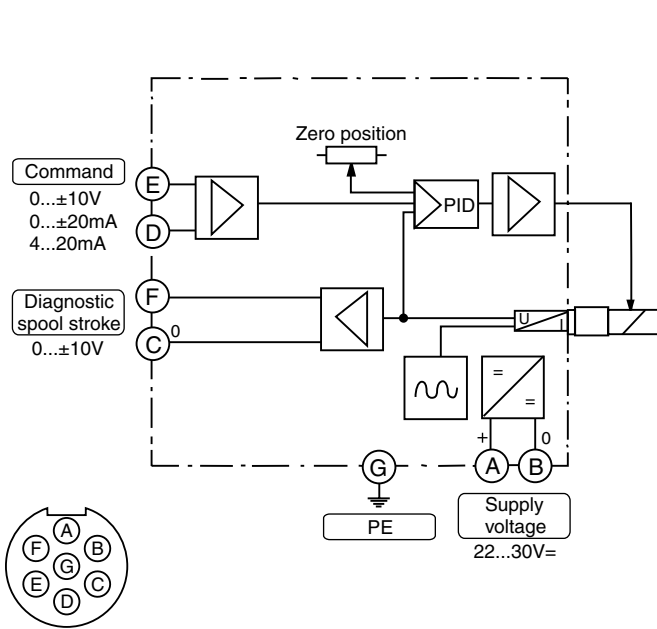 Zero position
Command
0...±10V
0...±20mA
4...20mA
E
D
PID
Diagnostic
spool stroke
0...±10V
F
C
0
U
L
=
=
+
0
G
A
B
PE
Supply
voltage
22...30V=
A
F
B
G
E
C
D